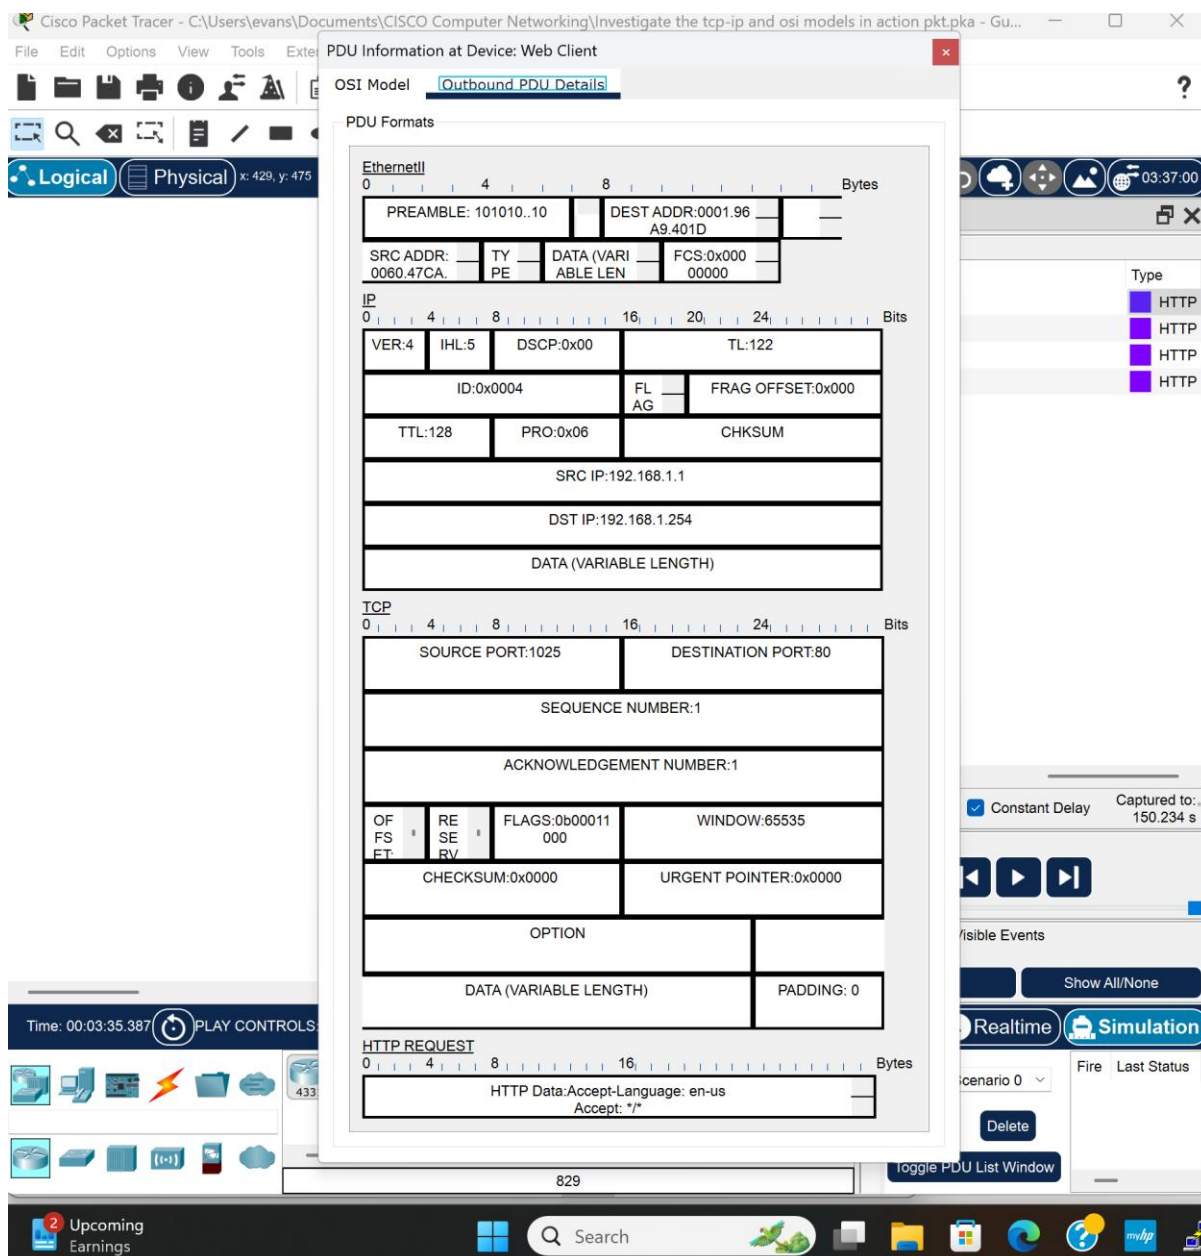 Cisco Packet Tracer - C:\Users\evans\Documents\CISCO Computer Networking\Investigate the tcp-ip and osi models in action pkt.pka - Gu...
File Edit Options View Tools Exter
PDU Information at Device: Web Client
OSI Model Outbound PDU Details
?
PDU Formats
Logical Physical x: 429, y: 475
03:37:00
EthernetII
0 4 8 Bytes
PREAMBLE: 101010..10 DEST ADDR:0001.96
A9.401D
SRC ADDR: TY DATA (VARI FCS:0x000
0060.47CA. PE ABLE LEN 00000
Type
HTTP
HTTP
HTTP
HTTP
IP
0 4 8 16 20 24 Bits
VER:4 IHL:5 DSCP:0x00 TL:122
ID:0x0004 FL FRAG OFFSET:0x000
AG
TTL:128 PRO:0x06 CHKSUM
SRC IP:192.168.1.1
DST IP:192.168.1.254
DATA (VARIABLE LENGTH)
TCP
0 4 8 16 24 Bits
SOURCE PORT:1025 DESTINATION PORT:80
SEQUENCE NUMBER:1
ACKNOWLEDGEMENT NUMBER:1
OF RE FLAGS:0b00011 WINDOW:65535
FS SE 000
ET: RV
CHECKSUM:0x0000 URGENT POINTER:0x0000
OPTION
DATA (VARIABLE LENGTH) PADDING: 0
HTTP REQUEST
0 4 8 16 Bytes
HTTP Data:Accept-Language: en-us
Accept: */*
Constant Delay Captured to:
150.234 s
Visible Events
Show All/None
Time: 00:03:35.387 PLAY CONTROLS:
Realtime Simulation
433
Scenario 0 Fire Last Status
Delete
Toggle PDU List Window
829
2 Upcoming
Earnings
Search
myhp